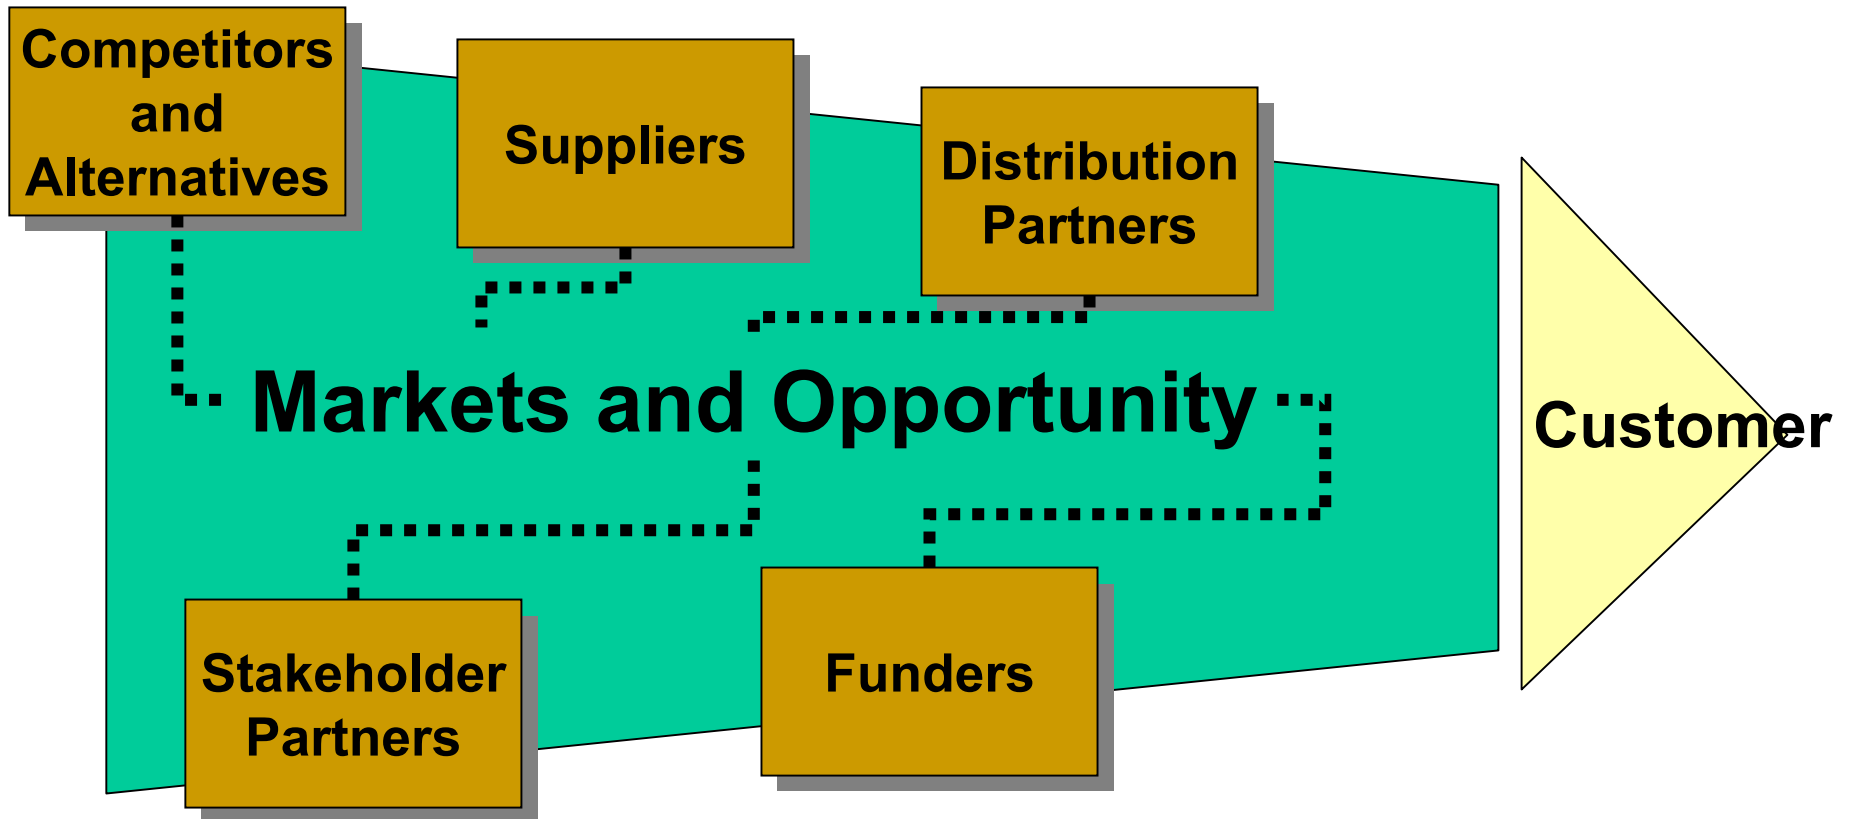 Competitors
and
Alternatives
Suppliers
Distribution
Partners
Markets and Opportunity
Customer
Stakeholder
Partners
Funders